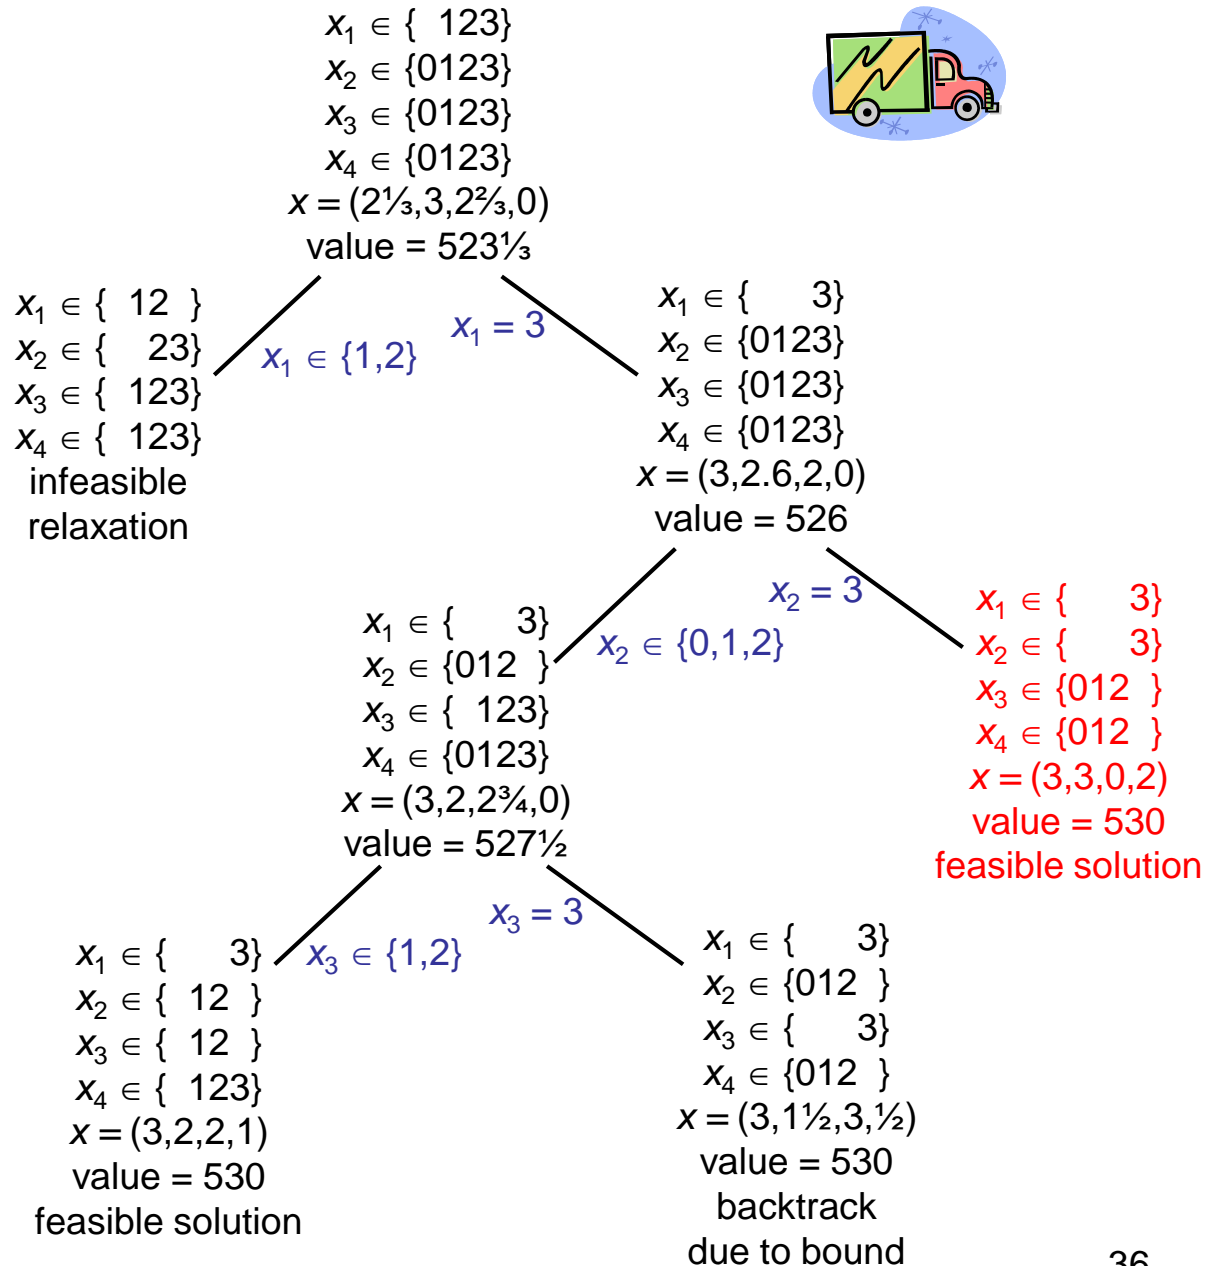 x₁ ∈ { 123}
x₂ ∈ {0123}
x₃ ∈ {0123}
x₄ ∈ {0123}
x = (2⅓,3,2⅔,0)
value = 523⅓
x₁ ∈ { 12 }
x₂ ∈ { 23}
x₃ ∈ { 123}
x₄ ∈ { 123}
infeasible
relaxation
x₁ ∈ {1,2}
x₁ = 3
x₁ ∈ { 3}
x₂ ∈ {0123}
x₃ ∈ {0123}
x₄ ∈ {0123}
x = (3,2.6,2,0)
value = 526
x₁ ∈ { 3}
x₂ ∈ {012 }
x₃ ∈ { 123}
x₄ ∈ {0123}
x = (3,2,2¾,0)
value = 527½
x₂ ∈ {0,1,2}
x₂ = 3
x₁ ∈ { 3}
x₂ ∈ { 3}
x₃ ∈ {012 }
x₄ ∈ {012 }
x = (3,3,0,2)
value = 530
feasible solution
x₁ ∈ { 3}
x₂ ∈ { 12 }
x₃ ∈ { 12 }
x₄ ∈ { 123}
x = (3,2,2,1)
value = 530
feasible solution
x₃ ∈ {1,2}
x₃ = 3
x₁ ∈ { 3}
x₂ ∈ {012 }
x₃ ∈ { 3}
x₄ ∈ {012 }
x = (3,1½,3,½)
value = 530
backtrack
due to bound
36